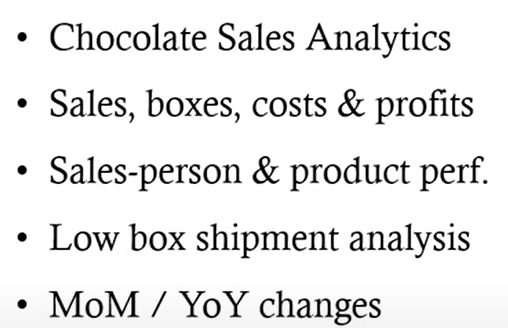 • Chocolate Sales Analytics
• Sales, boxes, costs & profits
• Sales-person & product perf.
• Low box shipment analysis
• MoM / YoY changes